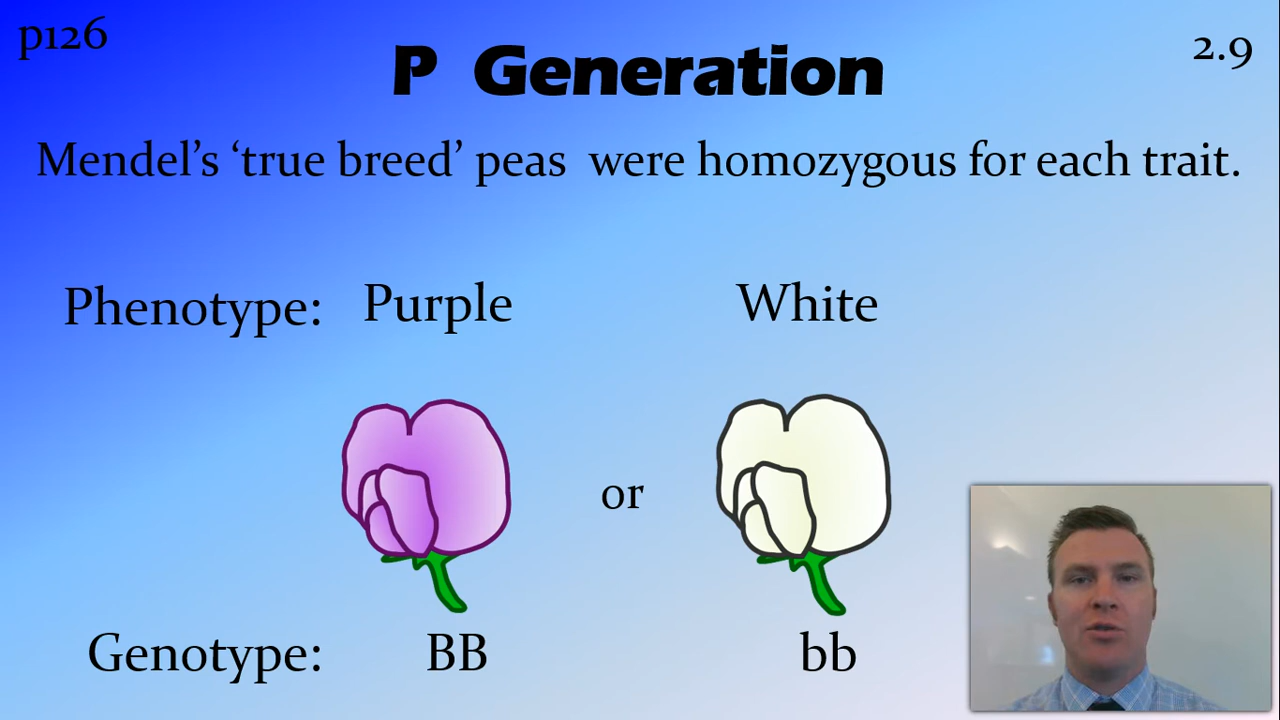 p126
2.9
P Generation
Mendel's ‘true breed’ peas were homozygous for each trait.
Phenotype: Purple White
or
Genotype: BB bb